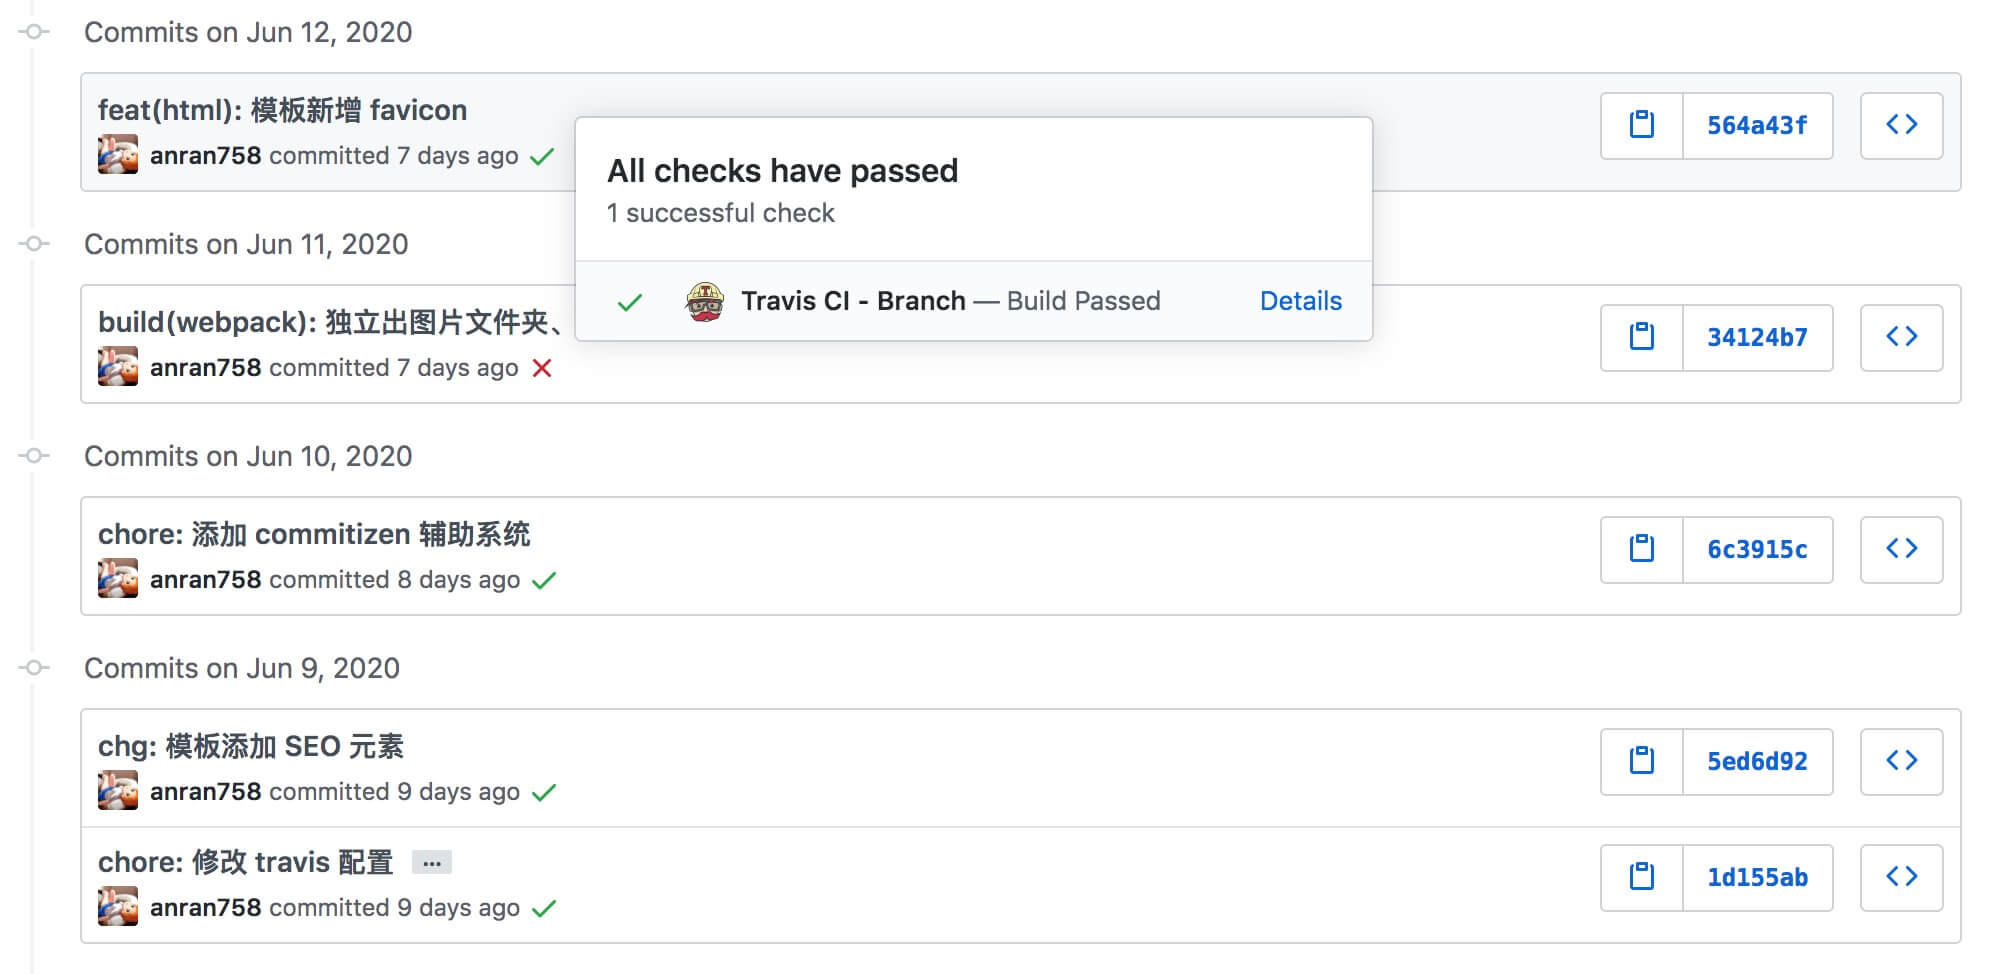 Commits on Jun 12, 2020
feat(html): 模板新增 favicon
anran758 committed 7 days ago
564a43f
All checks have passed
1 successful check
Travis CI - Branch — Build Passed
Details
Commits on Jun 11, 2020
build(webpack): 独立出图片文件夹、
anran758 committed 7 days ago
34124b7
Commits on Jun 10, 2020
chore: 添加 commitizen 辅助系统
anran758 committed 8 days ago
6c3915c
Commits on Jun 9, 2020
chg: 模板添加 SEO 元素
anran758 committed 9 days ago
5ed6d92
chore: 修改 travis 配置 …
anran758 committed 9 days ago
1d155ab